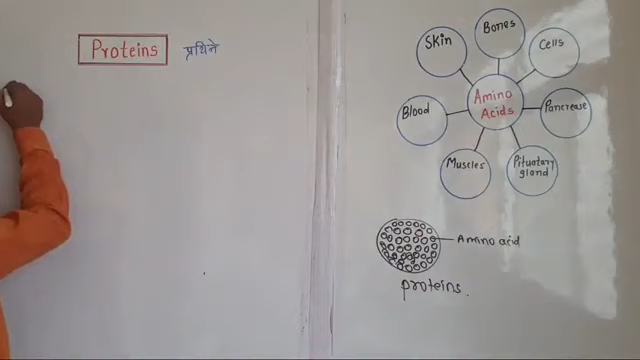 Proteins प्रथिने
Bones
Skin
Cells
Amino
Acids
Blood
Pancrease
Muscles
Pituatary
gland
Amino acid
proteins.